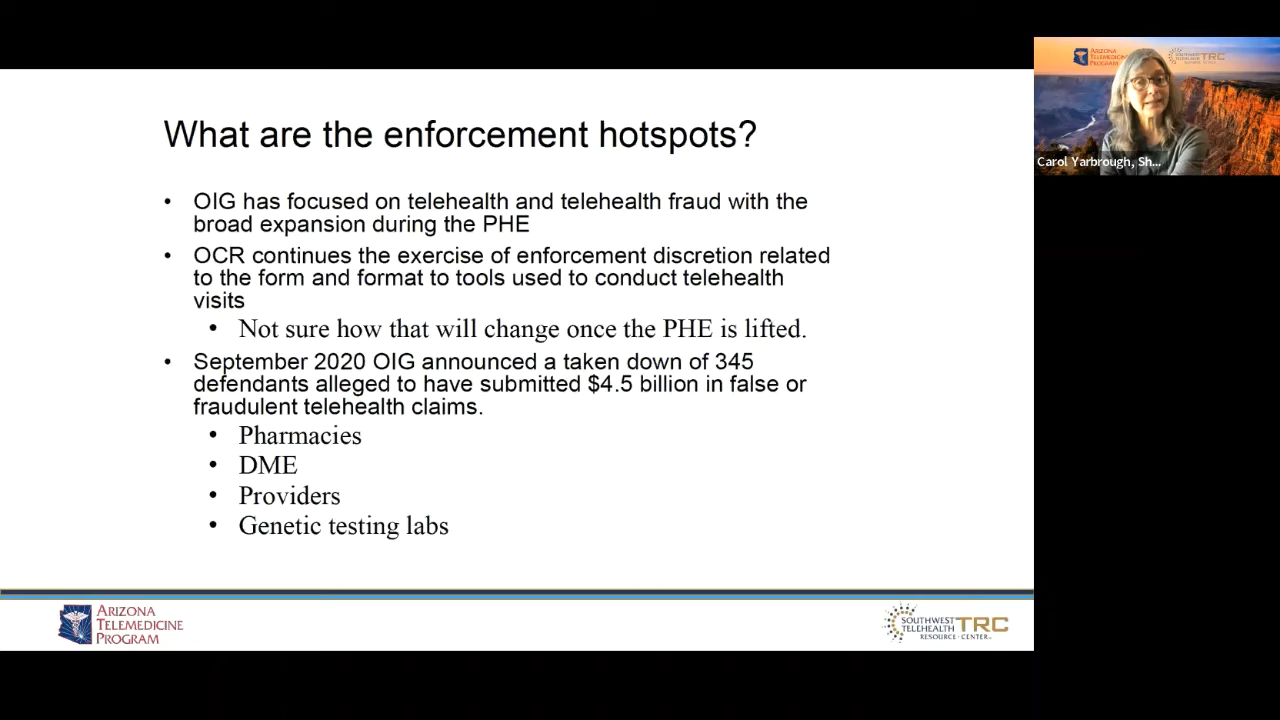 What are the enforcement hotspots?
• OIG has focused on telehealth and telehealth fraud with the
broad expansion during the PHE
• OCR continues the exercise of enforcement discretion related
to the form and format to tools used to conduct telehealth
visits
• Not sure how that will change once the PHE is lifted.
• September 2020 OIG announced a taken down of 345
defendants alleged to have submitted $4.5 billion in false or
fraudulent telehealth claims.
• Pharmacies
• DME
• Providers
• Genetic testing labs
ARIZONA
TELEMEDICINE
PROGRAM
SOUTHWEST
TELEHEALTH
RESOURCE · CENTER
TRC
ARIZONA
TELEMEDICINE
PROGRAM
TRC
Carol Yarbrough, Sh...